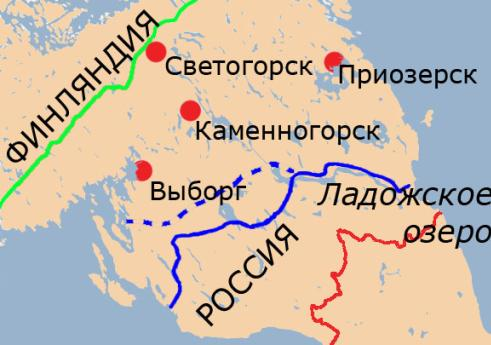 ФИНЛЯНДИЯ
Светогорск
Приозерск
Каменногорск
Выборг
Ладожское
озеро
РОССИЯ